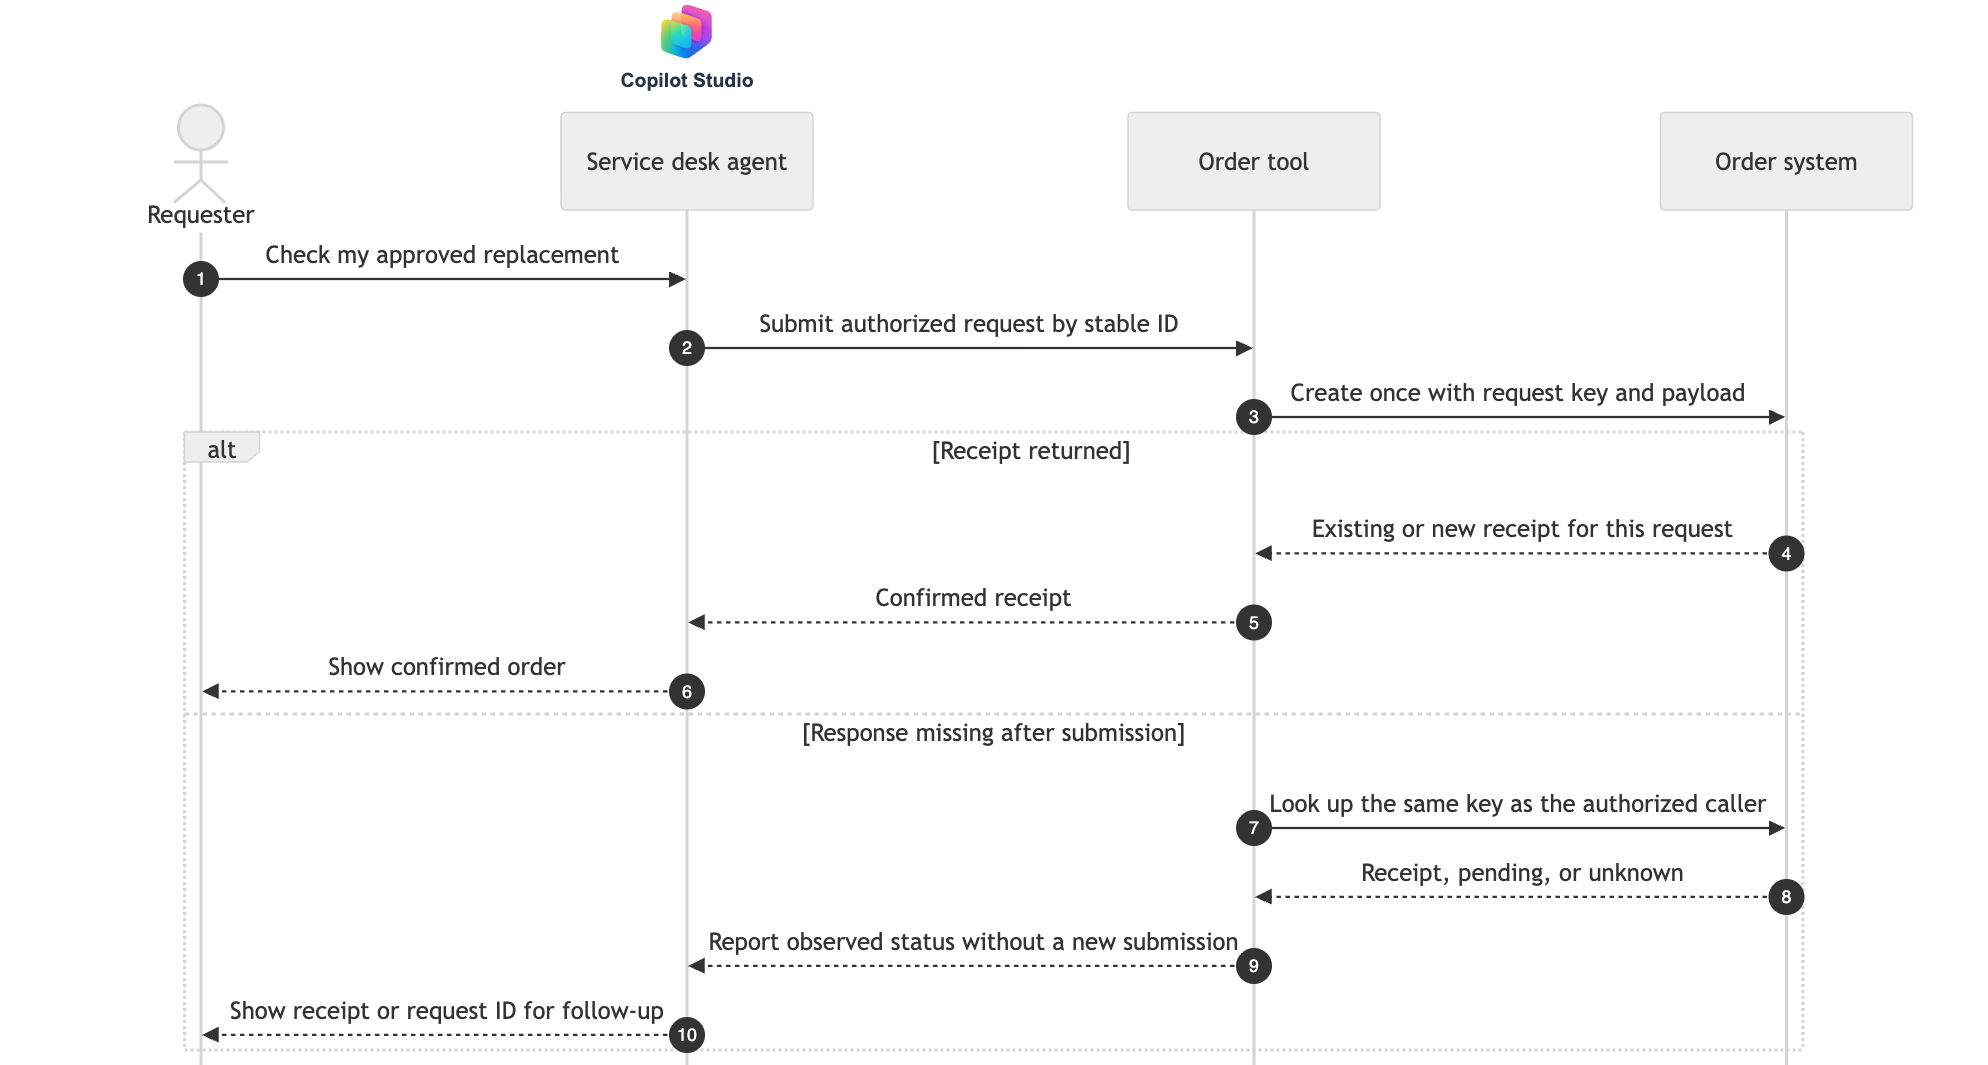 Copilot Studio
Requester
Service desk agent
Order tool
Order system
Check my approved replacement
1
Submit authorized request by stable ID
2
Create once with request key and payload
3
alt
[Receipt returned]
Existing or new receipt for this request
4
Confirmed receipt
5
Show confirmed order
6
[Response missing after submission]
Look up the same key as the authorized caller
7
Receipt, pending, or unknown
8
Report observed status without a new submission
9
Show receipt or request ID for follow-up
10